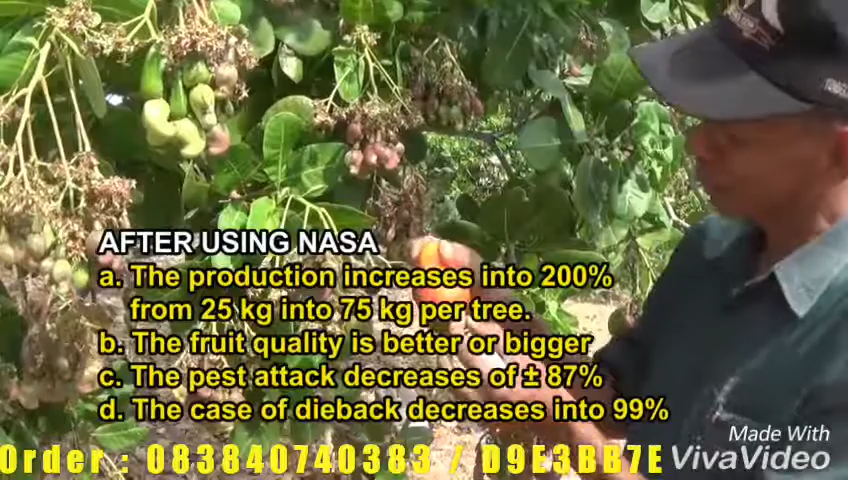 AFTER USING NASA
a. The production increases into 200%
from 25 kg into 75 kg per tree.
b. The fruit quality is better or bigger
c. The pest attack decreases of ± 87%
d. The case of dieback decreases into 99%
Order : 083840740383 / D9E3BB7E
Made With
VivaVideo